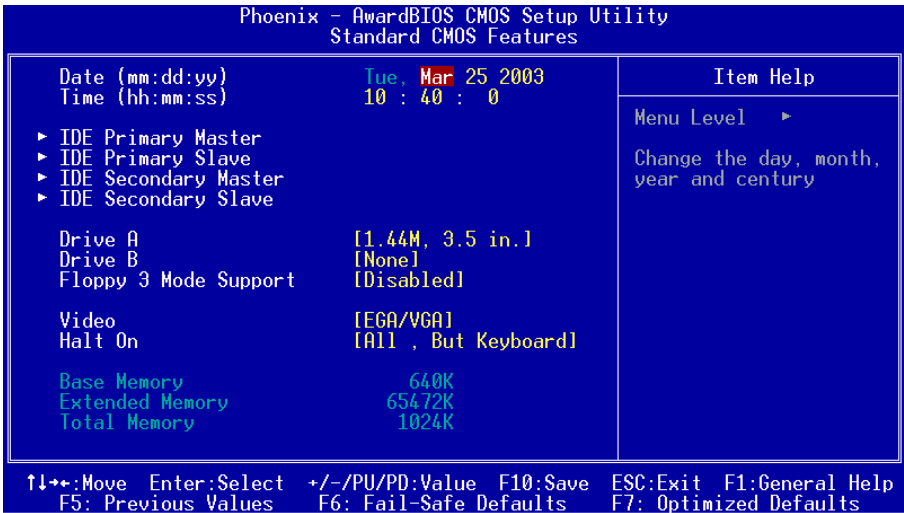 Phoenix - AwardBIOS CMOS Setup Utility
Standard CMOS Features
Date (mm:dd:yy) Tue, Mar 25 2003
Time (hh:mm:ss) 10 : 40 : 0
► IDE Primary Master
► IDE Primary Slave
► IDE Secondary Master
► IDE Secondary Slave
Drive A [1.44M, 3.5 in.]
Drive B [None]
Floppy 3 Mode Support [Disabled]
Video [EGA/VGA]
Halt On [All , But Keyboard]
Base Memory 640K
Extended Memory 65472K
Total Memory 1024K
Item Help
Menu Level ►
Change the day, month,
year and century
↑↓→←:Move Enter:Select +/-/PU/PD:Value F10:Save ESC:Exit F1:General Help
F5: Previous Values F6: Fail-Safe Defaults F7: Optimized Defaults